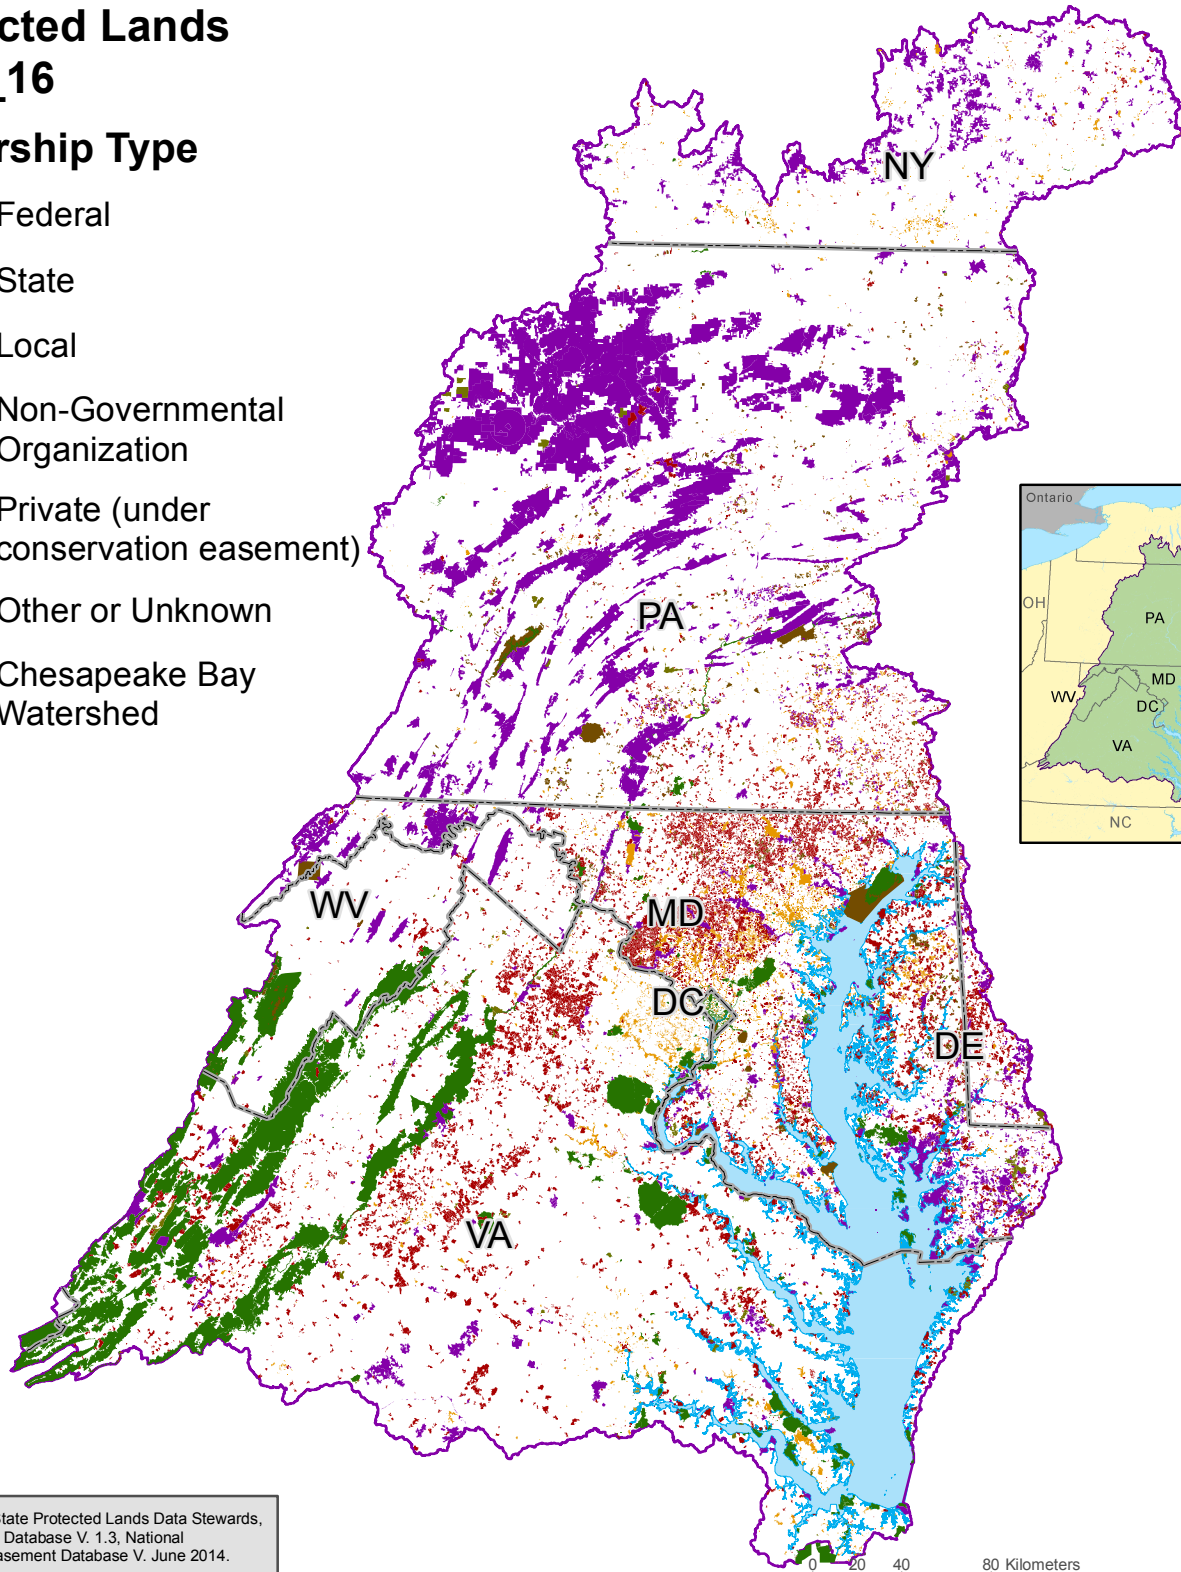 cted Lands
_16
rship Type
Federal
State
Local
Non-Governmental
Organization
Private (under
conservation easement)
Other or Unknown
Chesapeake Bay
Watershed
NY
PA
WV
MD
DC
DE
VA
Ontario
OH
PA
WV
MD
DC
VA
NC
State Protected Lands Data Stewards,
Database V. 1.3, National
asement Database V. June 2014.
0 20 40 80 Kilometers